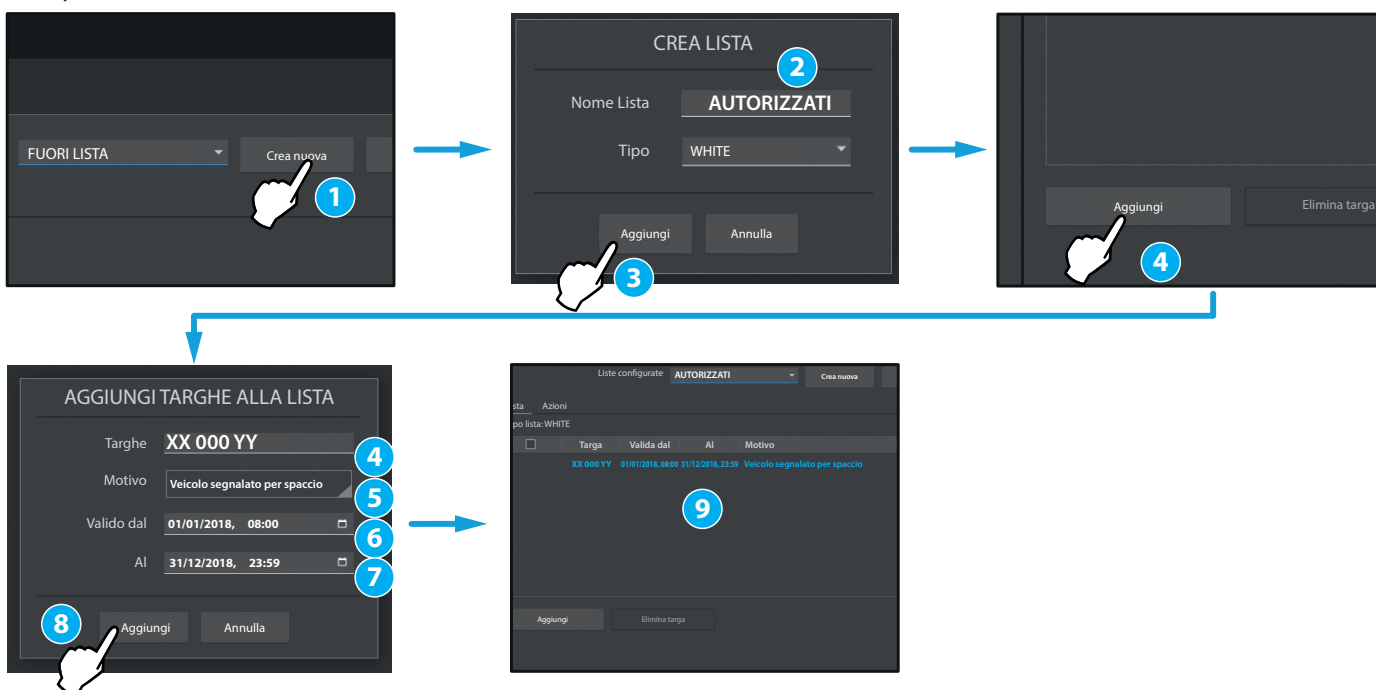 FUORI LISTA
Crea nuova
1
CREA LISTA
2
Nome Lista AUTORIZZATI
Tipo WHITE
Aggiungi Annulla
3
Aggiungi Elimina targa
4
AGGIUNGI TARGHE ALLA LISTA
Targhe XX 000 YY
4
Motivo Veicolo segnalato per spaccio
5
Valido dal 01/01/2018, 08:00
6
Al 31/12/2018, 23:59
7
8
Aggiungi Annulla
Liste configurate AUTORIZZATI Crea nuova
sta Azioni
po lista: WHITE
Targa Valida dal Al Motivo
XX 000 YY 01/01/2018, 08:00 31/12/2018, 23:59 Veicolo segnalato per spaccio
9
Aggiungi Elimina targa